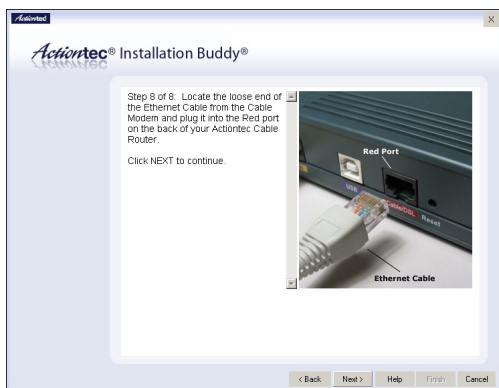 Actiontec
X
Actiontec® Installation Buddy®
Step 8 of 8: Locate the loose end of
the Ethernet Cable from the Cable
Modem and plug it into the Red port
on the back of your Actiontec Cable
Router.
Click NEXT to continue.
Red Port
USB
Cable/DSL
Reset
Ethernet Cable
< Back
Next >
Help
Finish
Cancel